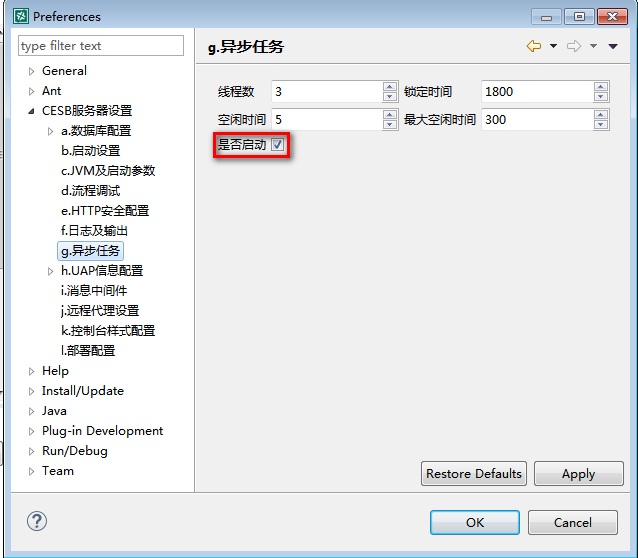 Preferences
type filter text
General
Ant
CESB服务器设置
a.数据库配置
b.启动设置
c.JVM及启动参数
d.流程调试
e.HTTP安全配置
f.日志及输出
g.异步任务
h.UAP信息配置
i.消息中间件
j.远程代理设置
k.控制台样式配置
l.部署配置
Help
Install/Update
Java
Plug-in Development
Run/Debug
Team
g.异步任务
线程数 3 锁定时间 1800
空闲时间 5 最大空闲时间 300
是否启动
Restore Defaults Apply
? OK Cancel